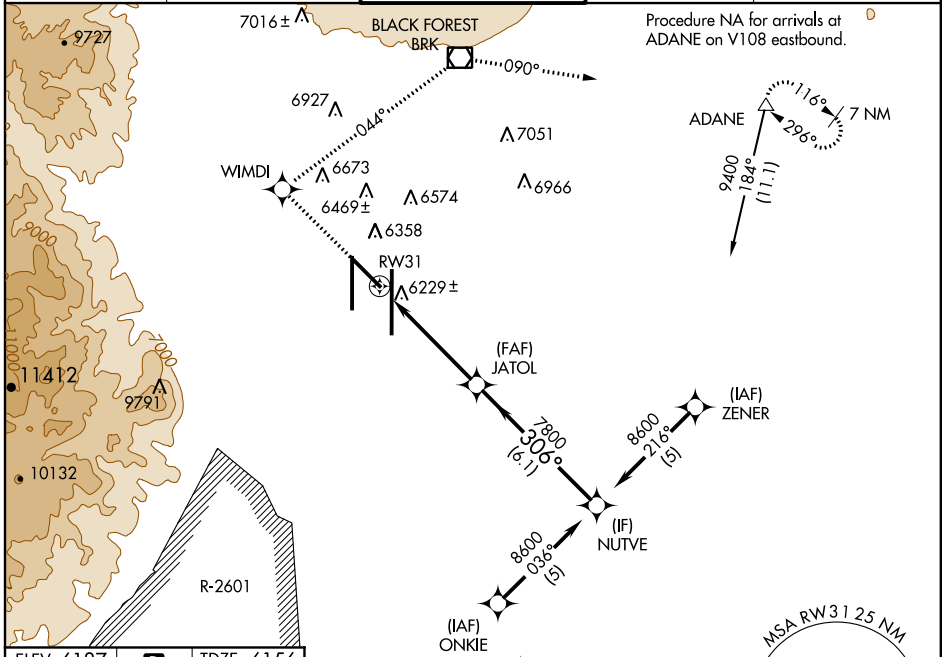 7016 ±
BLACK FOREST
BRK
Procedure NA for arrivals at
ADANE on V108 eastbound.
9727
090°
6927
044°
7051
ADANE
116°
296°
7 NM
WIMDI
6673
6469 ±
6574
6966
9400
184°
(11.1)
6358
9000
RW31
6229 ±
7000
11412
9791
(FAF)
JATOL
(IAF)
ZENER
7800
306°
(6.1)
8600
216°
(5)
10132
(IF)
NUTVE
8600
036°
(5)
R-2601
(IAF)
ONKIE
MSA RW31 25 NM